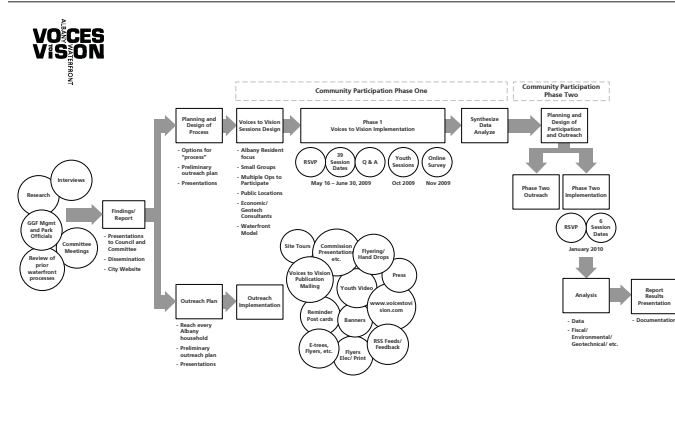 VOICES
TO
VISION
ALBANY
WATERFRONT
Community Participation Phase One
Community Participation
Phase Two
Interviews
Research
GGF Mgmt
and Park
Officials
Committee
Meetings
Review of
prior
waterfront
processes
Findings/
Report
- Presentations
to Council and
Committee
- Dissemination
- City Website
Planning and
Design of
Process
- Options for
"process"
- Preliminary
outreach plan
- Presentations
Voices to Vision
Sessions Design
- Albany Resident
focus
- Small Groups
- Multiple Ops to
Participate
- Public Locations
- Economic/
Geotech
Consultants
- Waterfront
Model
Phase 1
Voices to Vision Implementation
RSVP
39
Session
Dates
Q & A
Youth
Sessions
Online
Survey
May 16 – June 30, 2009
Oct 2009
Nov 2009
Synthesize
Data
Analyze
Planning and
Design of
Participation
and Outreach
Phase Two
Outreach
Phase Two
Implementation
RSVP
6
Session
Dates
January 2010
Analysis
- Data
- Fiscal/
Environmental/
Geotechnical/ etc.
Report
Results
Presentation
- Documentation
Outreach Plan
- Reach every
Albany
household
- Preliminary
outreach plan
- Presentations
Outreach
Implementation
Site Tours
Commission
Presentations
etc.
Flyering/
Hand Drops
Voices to Vision
Publication
Mailing
Youth Video
Press
www.voicestovi
sion.com
Reminder
Post cards
Banners
E-trees,
Flyers, etc.
Flyers
Elec/ Print
RSS Feeds/
Feedback